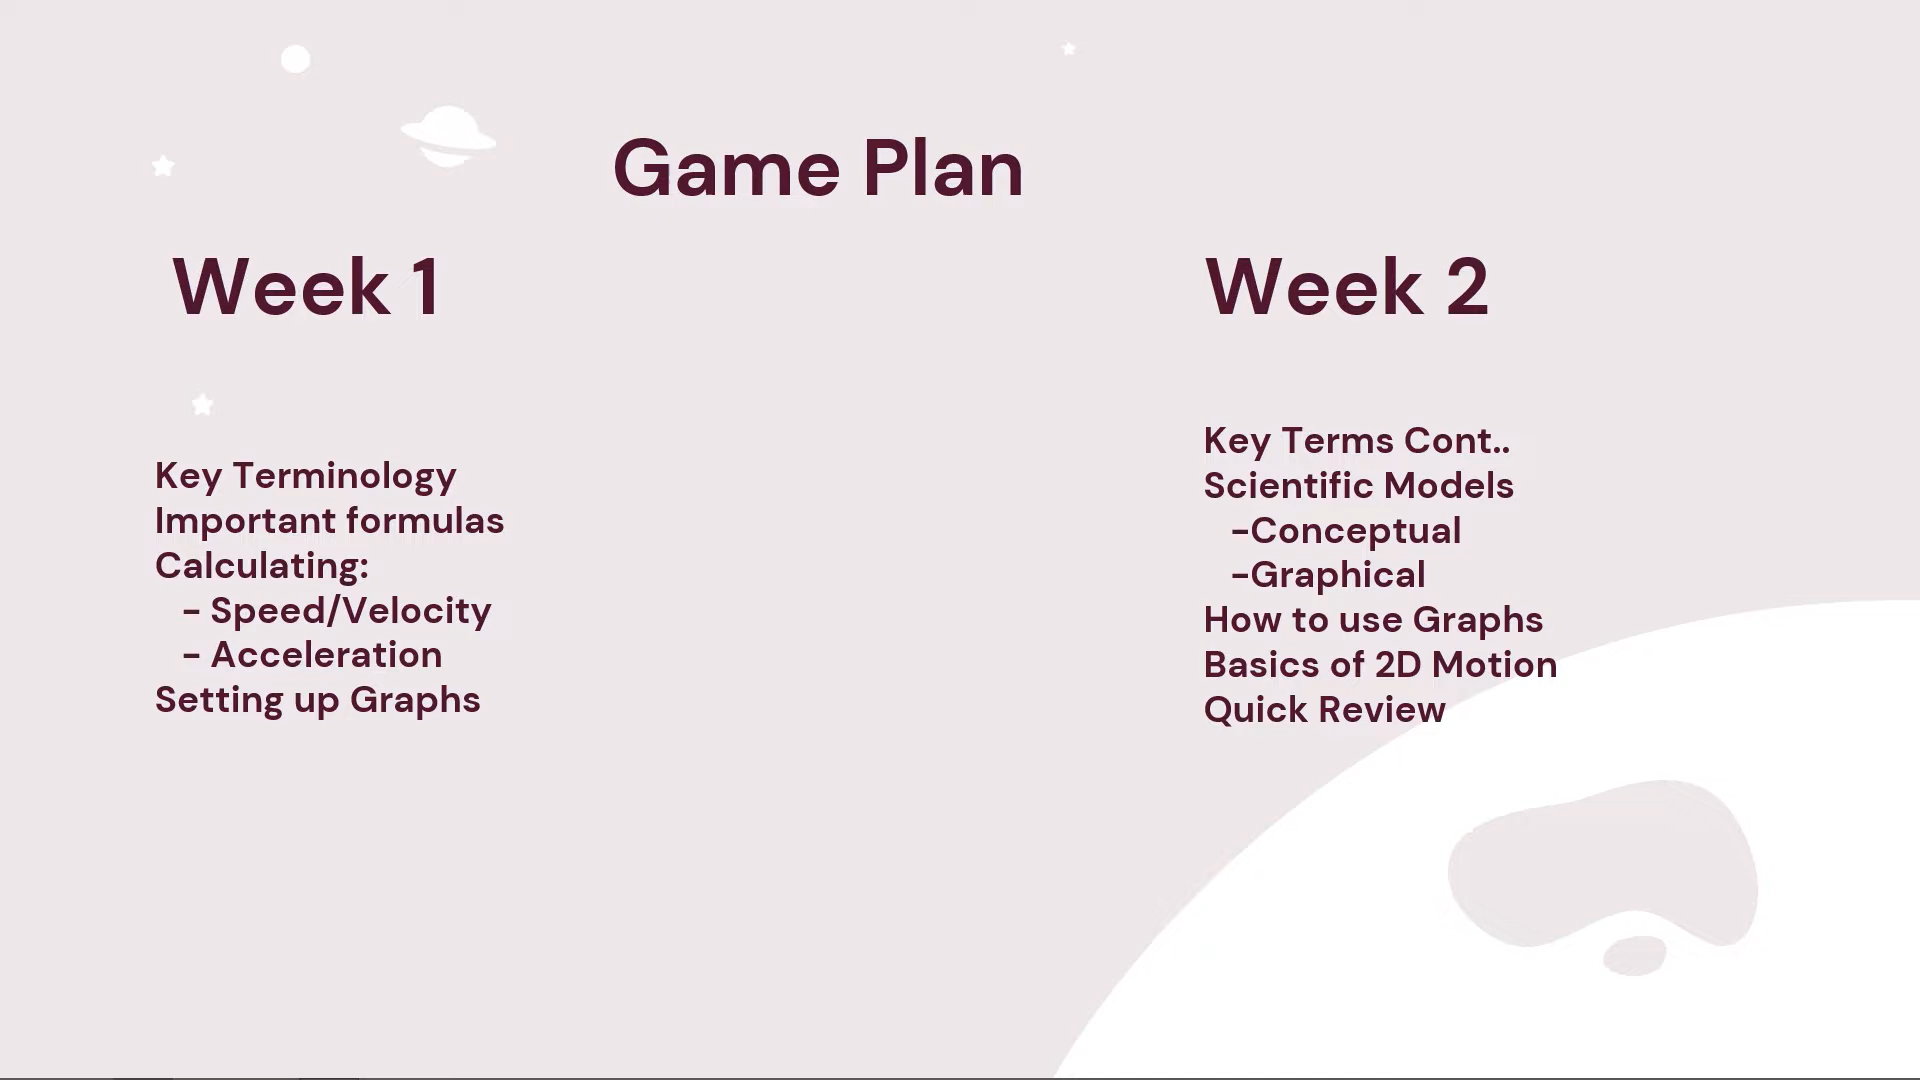 Game Plan
Week 1
Key Terminology
Important formulas
Calculating:
- Speed/Velocity
- Acceleration
Setting up Graphs
Week 2
Key Terms Cont..
Scientific Models
-Conceptual
-Graphical
How to use Graphs
Basics of 2D Motion
Quick Review